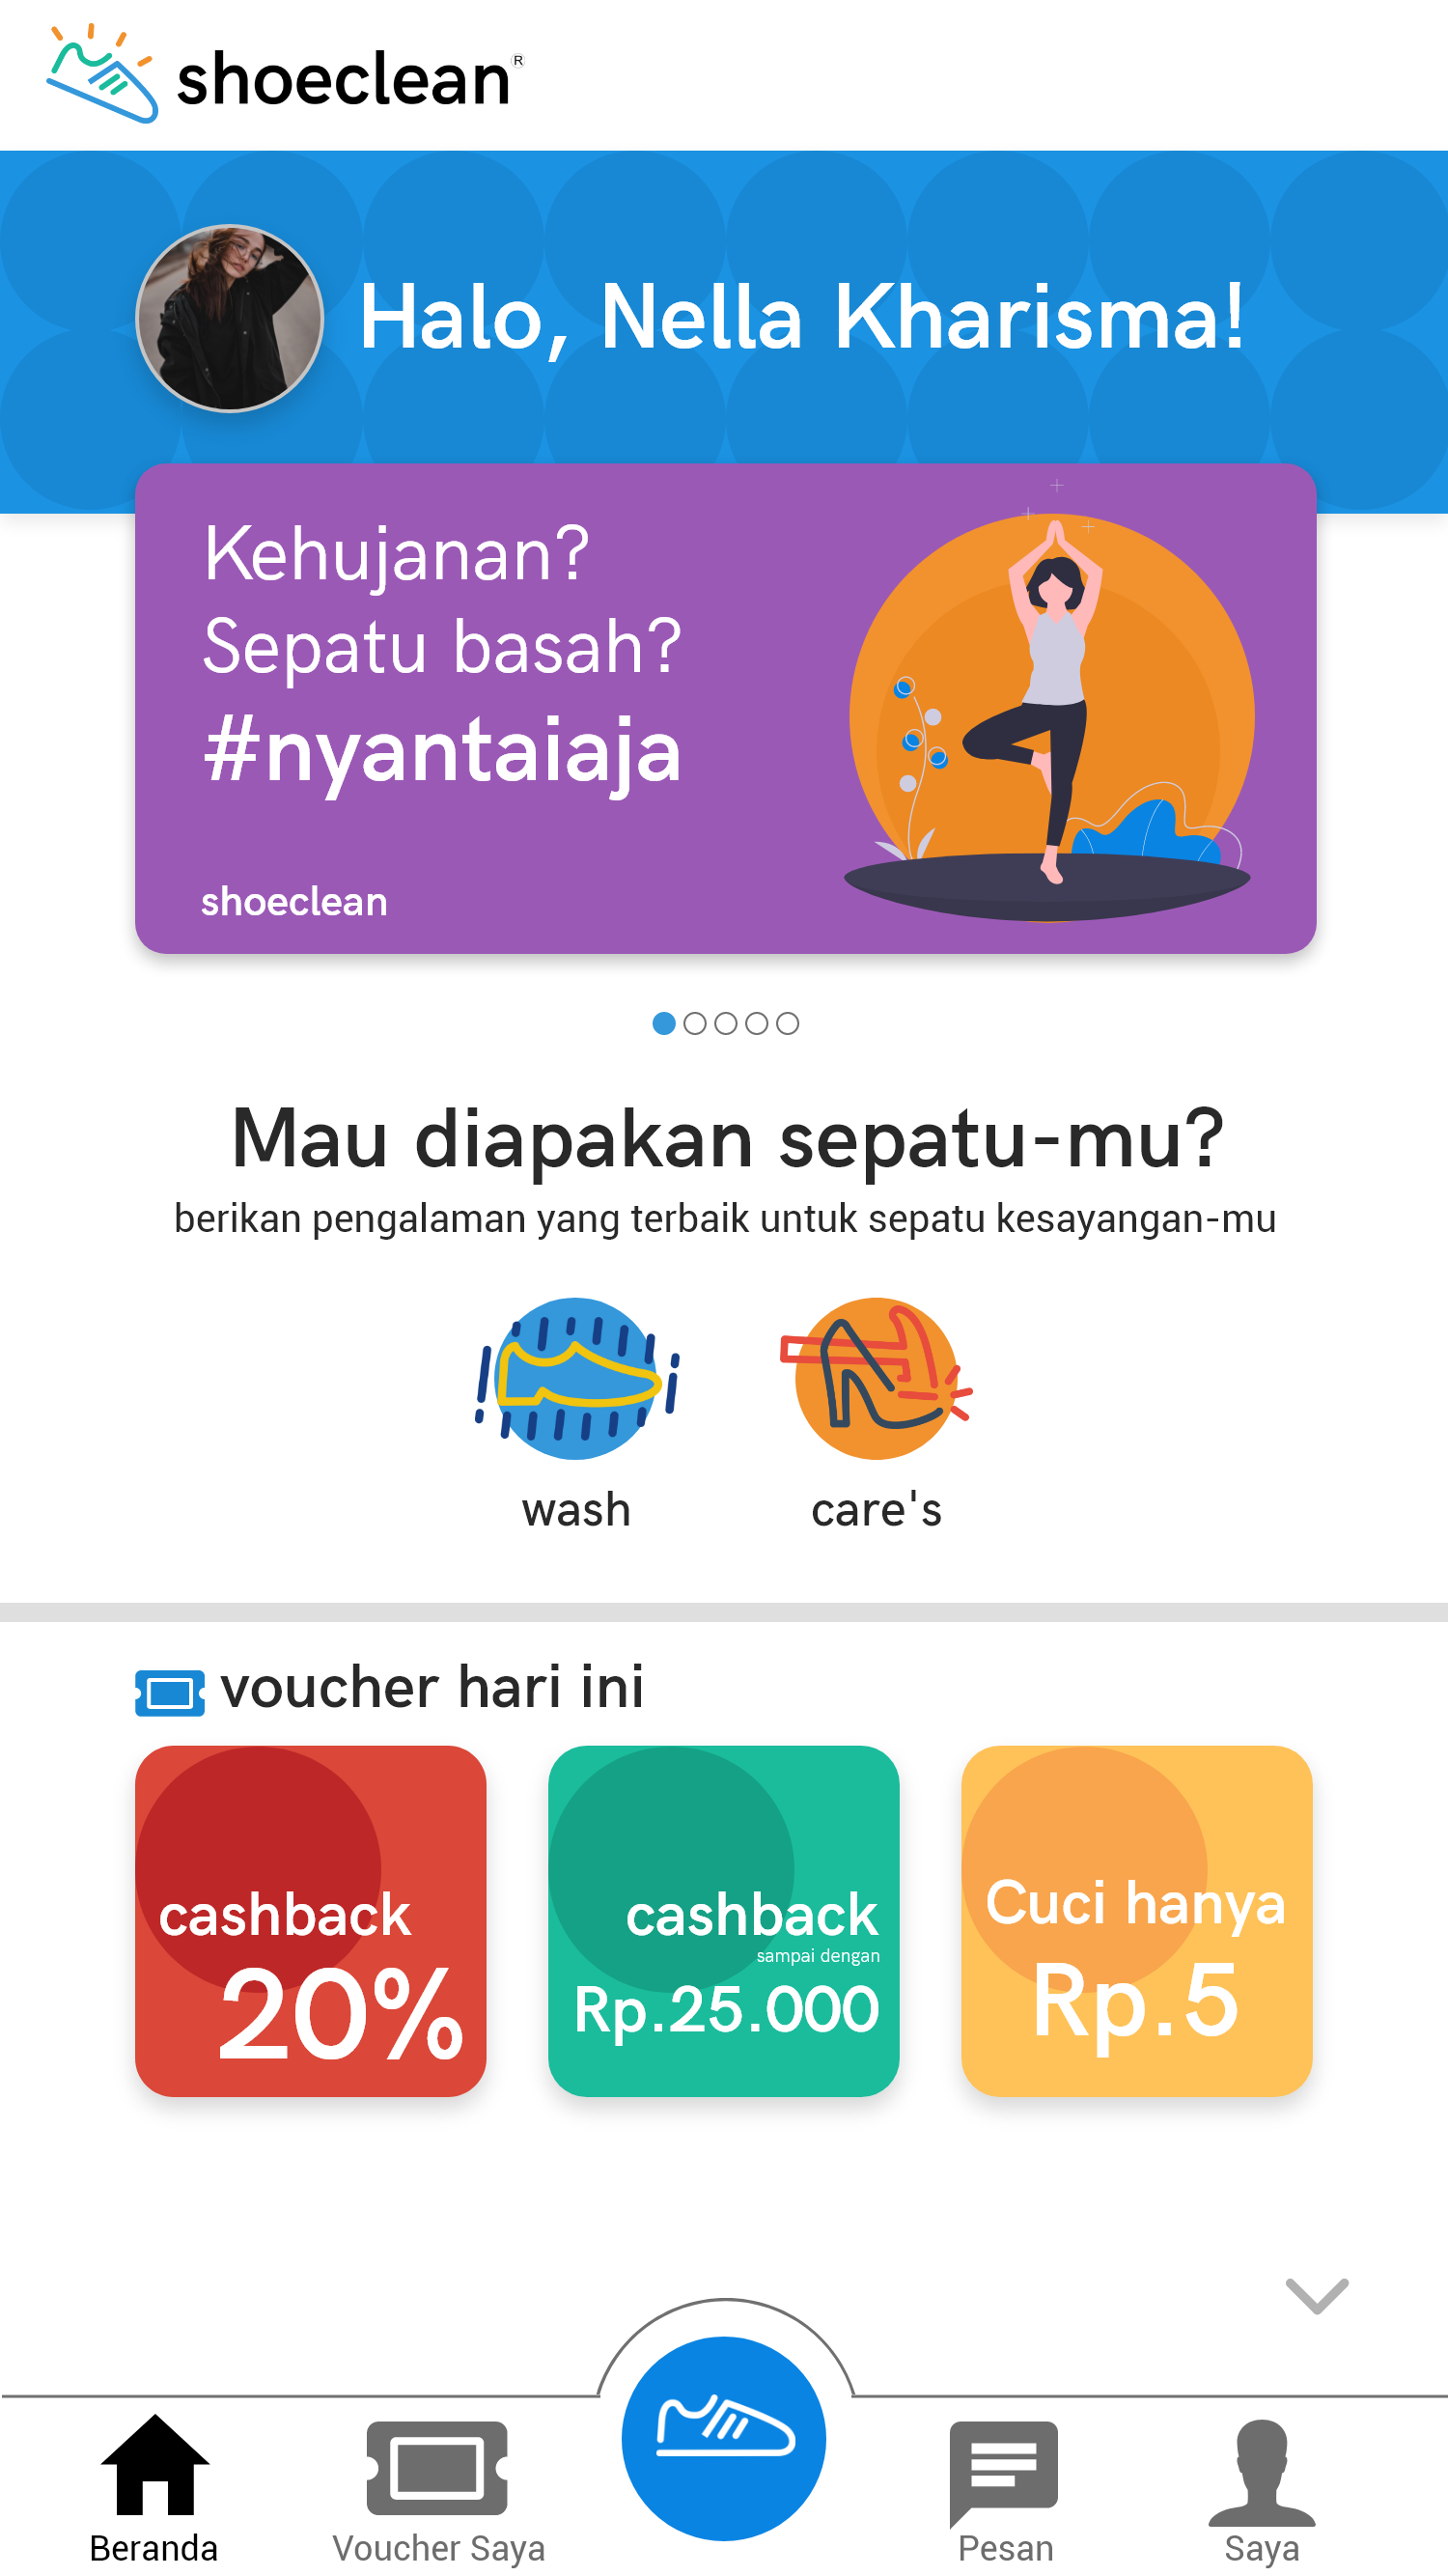 shoeclean®
Halo, Nella Kharisma!
Kehujanan?
Sepatu basah?
#nyantaiaja
shoeclean
Mau diapakan sepatu-mu?
berikan pengalaman yang terbaik untuk sepatu kesayangan-mu
wash
care's
voucher hari ini
cashback
20%
cashback
sampai dengan
Rp.25.000
Cuci hanya
Rp.5
Beranda
Voucher Saya
Pesan
Saya